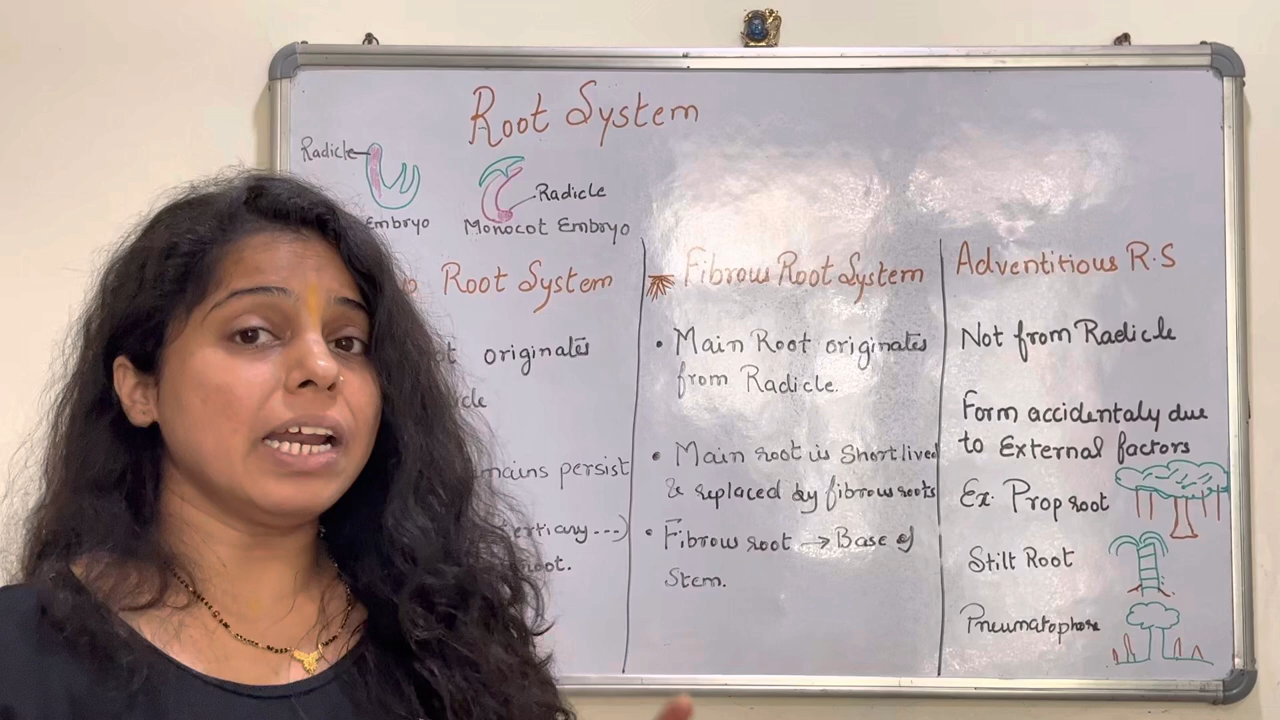 Root System
Radicle
Radicle
Embryo
Monocot Embryo
Root System
originates
mains persist
ertiary...)
root.
Fibrous Root System
• Main Root originates
from Radicle.
• Main root is Short lived
& replaced by fibrous roots
• Fibrous root → Base of
Stem.
Adventitious R.S
Not from Radicle
Form accidentaly due
to External factors
Ex. Prop root
Stilt Root
Pneumatophore